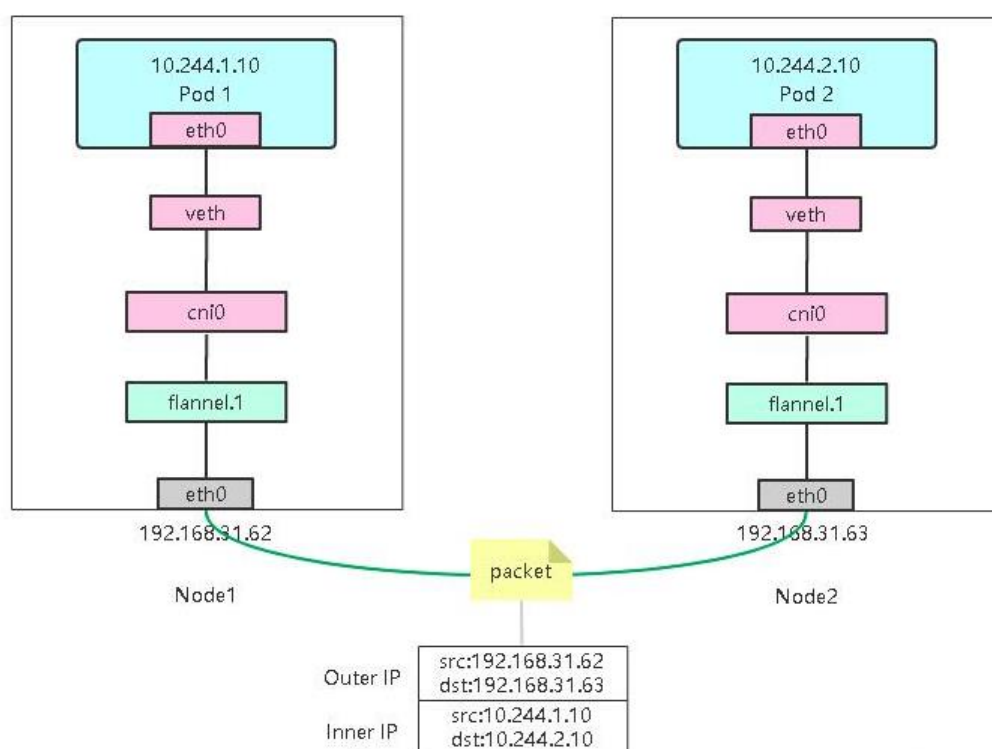 10.244.1.10
Pod 1
eth0
veth
cni0
flannel.1
eth0
192.168.31.62
Node1
10.244.2.10
Pod 2
eth0
veth
cni0
flannel.1
eth0
192.168.31.63
Node2
packet
Outer IP
src:192.168.31.62
dst:192.168.31.63
Inner IP
src:10.244.1.10
dst:10.244.2.10